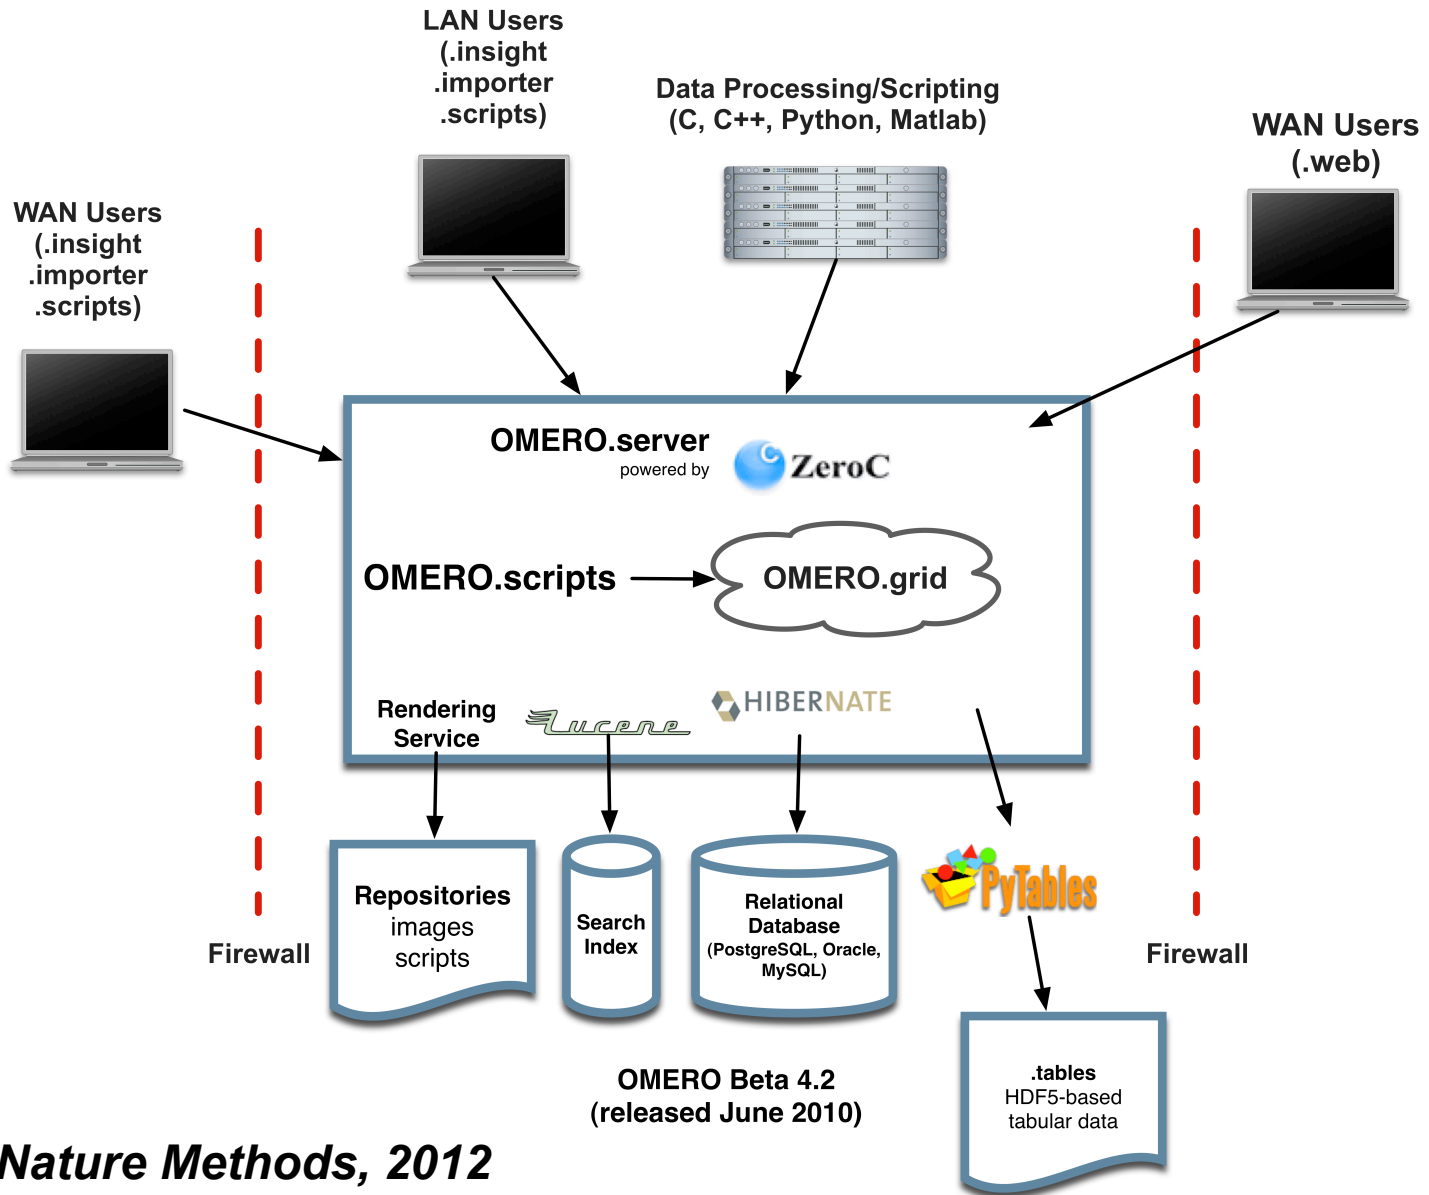 LAN Users
(.insight
.importer
.scripts)
Data Processing/Scripting
(C, C++, Python, Matlab)
WAN Users
(.web)
WAN Users
(.insight
.importer
.scripts)
OMERO.server
powered by
ZeroC
OMERO.scripts
OMERO.grid
Rendering
Service
Lucene
HIBERNATE
Repositories
images
scripts
Search
Index
Relational
Database
(PostgreSQL, Oracle,
MySQL)
PyTables
Firewall
Firewall
.tables
HDF5-based
tabular data
OMERO Beta 4.2
(released June 2010)
Nature Methods, 2012